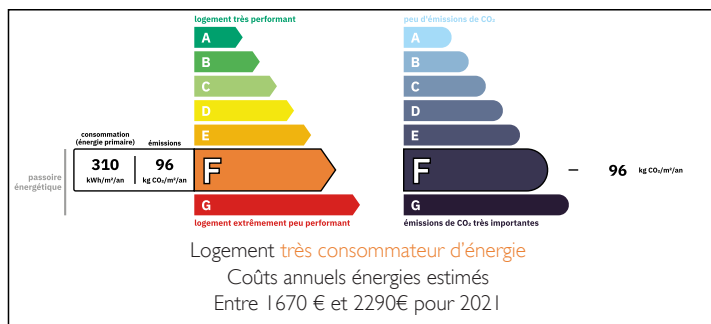 logement très performant
A
B
C
D
E
consommation
(énergie primaire)
émissions
310
96
kWh/m²/an
kg CO₂/m²/an
F
passoire
énergétique
G
logement extrêmement peu performant
peu d'émissions de CO₂
A
B
C
D
E
F
96 kg CO₂/m²/an
G
émissions de CO₂ très importantes
Logement très consommateur d'énergie
Coûts annuels énergies estimés
Entre 1670 € et 2290€ pour 2021